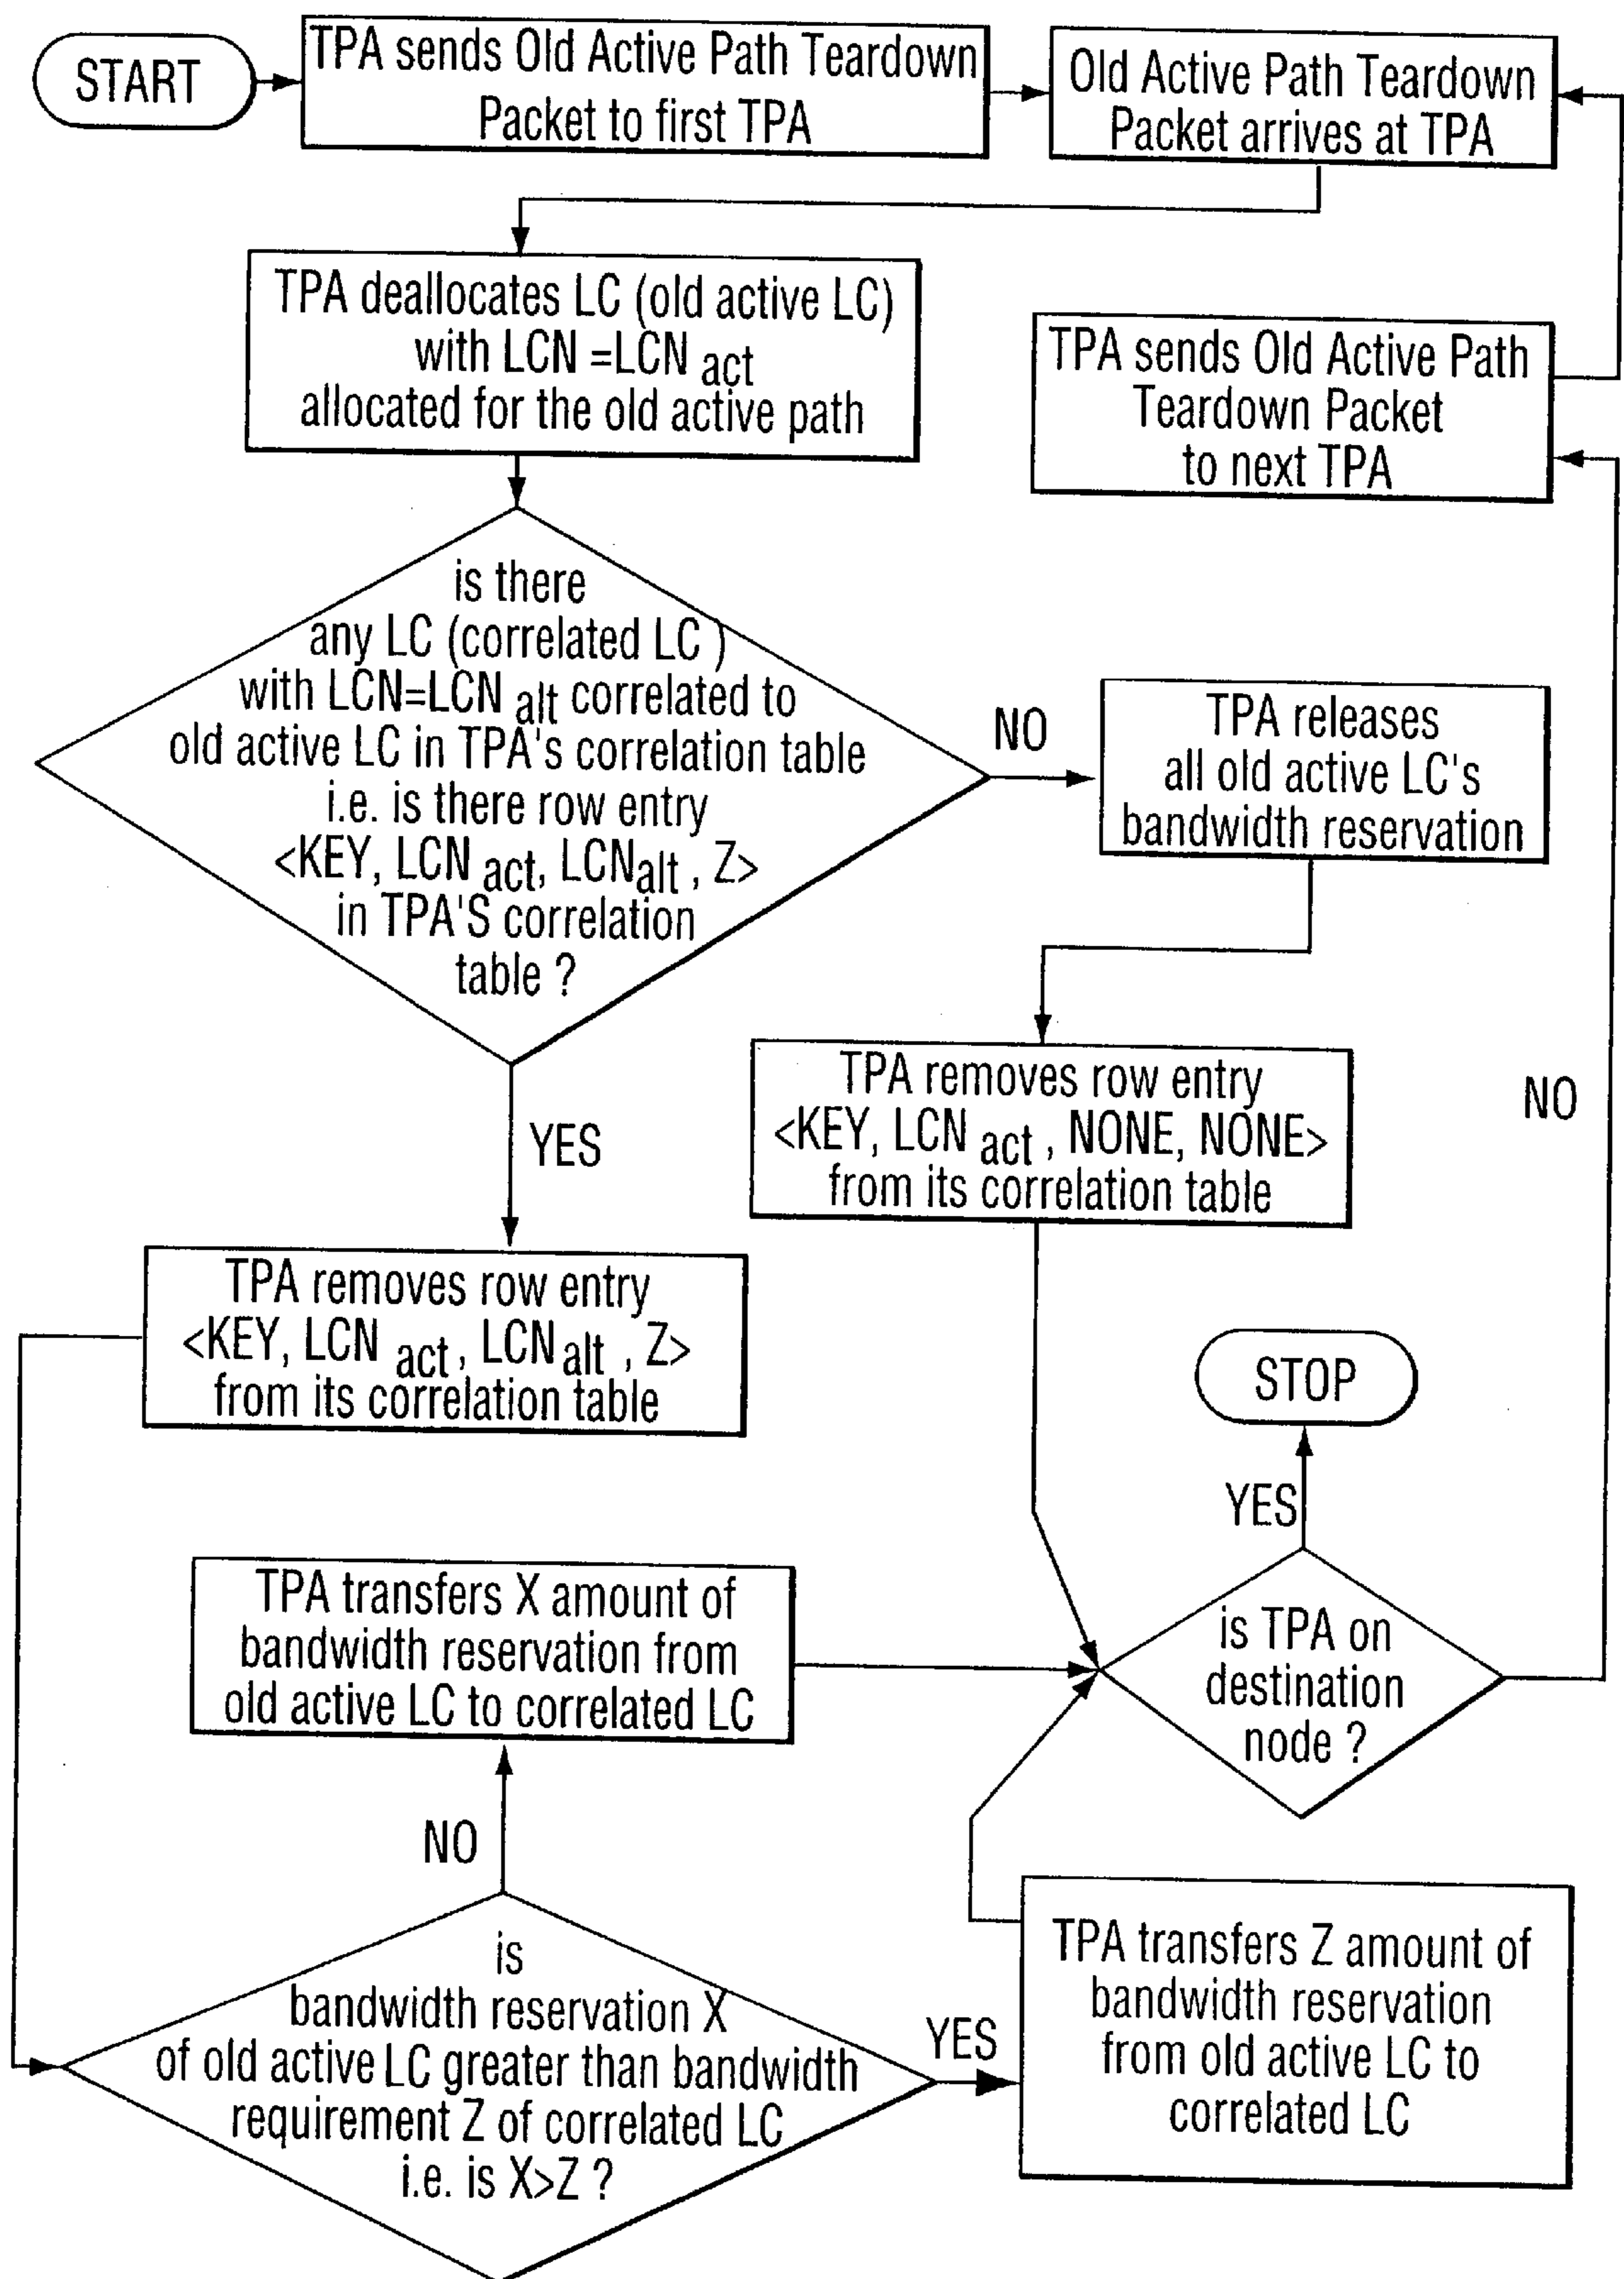 START
TPA sends Old Active Path Teardown
Packet to first TPA
Old Active Path Teardown
Packet arrives at TPA
TPA deallocates LC (old active LC)
with LCN =LCN act
allocated for the old active path
TPA sends Old Active Path
Teardown Packet
to next TPA
is there
any LC (correlated LC )
with LCN=LCN alt correlated to
old active LC in TPA's correlation table
i.e. is there row entry
<KEY, LCN act, LCNalt , Z>
in TPA'S correlation
table ?
NO
TPA releases
all old active LC's
bandwidth reservation
YES
TPA removes row entry
<KEY, LCN act , NONE, NONE>
from its correlation table
NO
TPA removes row entry
<KEY, LCN act, LCNalt , Z>
from its correlation table
STOP
YES
TPA transfers X amount of
bandwidth reservation from
old active LC to correlated LC
is TPA on
destination
node ?
NO
is
bandwidth reservation X
of old active LC greater than bandwidth
requirement Z of correlated LC
i.e. is X>Z ?
YES
TPA transfers Z amount of
bandwidth reservation
from old active LC to
correlated LC